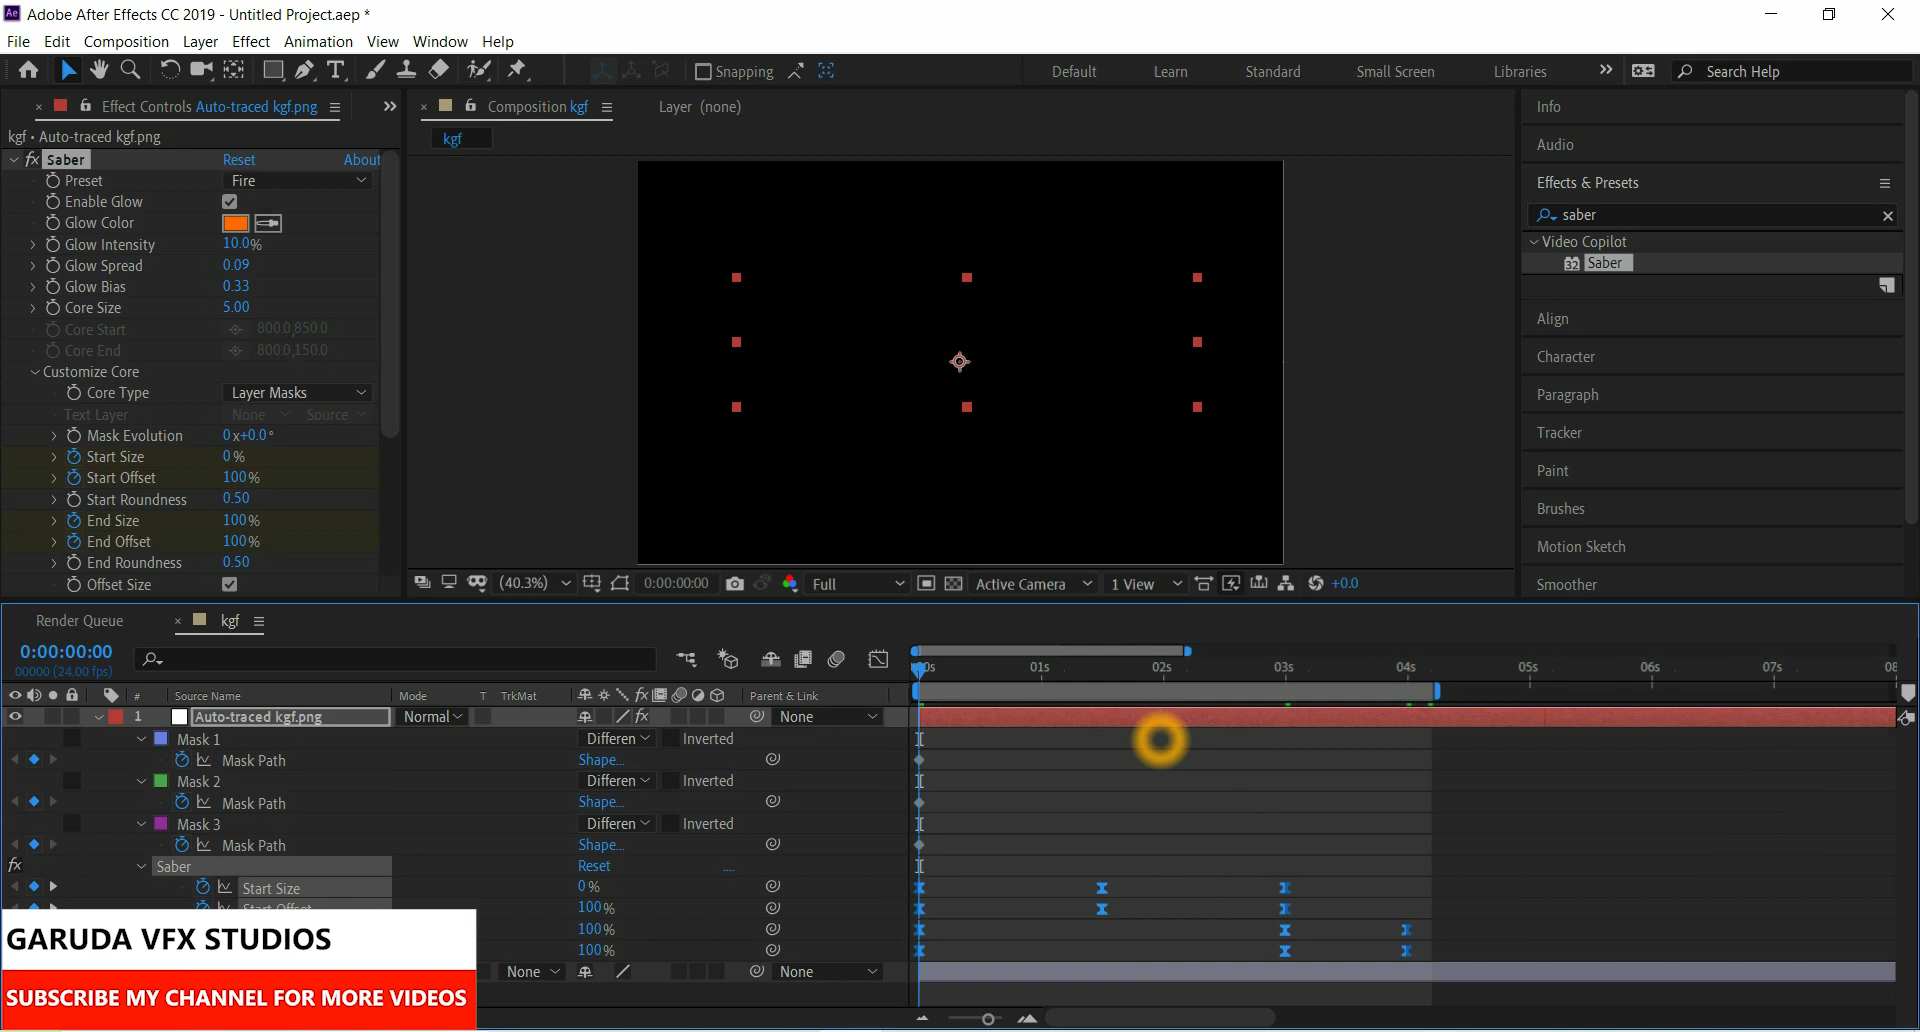 Ae Adobe After Effects CC 2019 - Untitled Project.aep *
File Edit Composition Layer Effect Animation View Window Help
Snapping Default Learn Standard Small Screen Libraries Search Help
Effect Controls Auto-traced kgf.png
Composition kgf
Layer (none)
kgf • Auto-traced kgf.png
kgf
fx Saber Reset About
Preset Fire
Enable Glow
Glow Color
Glow Intensity 10.0%
Glow Spread 0.09
Glow Bias 0.33
Core Size 5.00
Core Start 800.0,850.0
Core End 800.0,150.0
Customize Core
Core Type Layer Masks
Text Layer None Source
Mask Evolution 0x+0.0°
Start Size 0%
Start Offset 100%
Start Roundness 0.50
End Size 100%
End Offset 100%
End Roundness 0.50
Offset Size
(40.3%) 0:00:00:00 Full Active Camera 1 View +0.0
Info
Audio
Effects & Presets
saber
Video Copilot
32 Saber
Align
Character
Paragraph
Tracker
Paint
Brushes
Motion Sketch
Smoother
Render Queue kgf
0:00:00:00
00000 (24.00 fps)
01s 02s 03s 04s 05s 06s 07s
# Source Name Mode T TrkMat fx Parent & Link
1 Auto-traced kgf.png Normal fx None
Mask 1 Differen Inverted
Mask Path Shape...
Mask 2 Differen Inverted
Mask Path Shape...
Mask 3 Differen Inverted
Mask Path Shape...
fx Saber Reset ....
Start Size 0%
Start Offset 100%
100%
100%
None None
GARUDA VFX STUDIOS
SUBSCRIBE MY CHANNEL FOR MORE VIDEOS